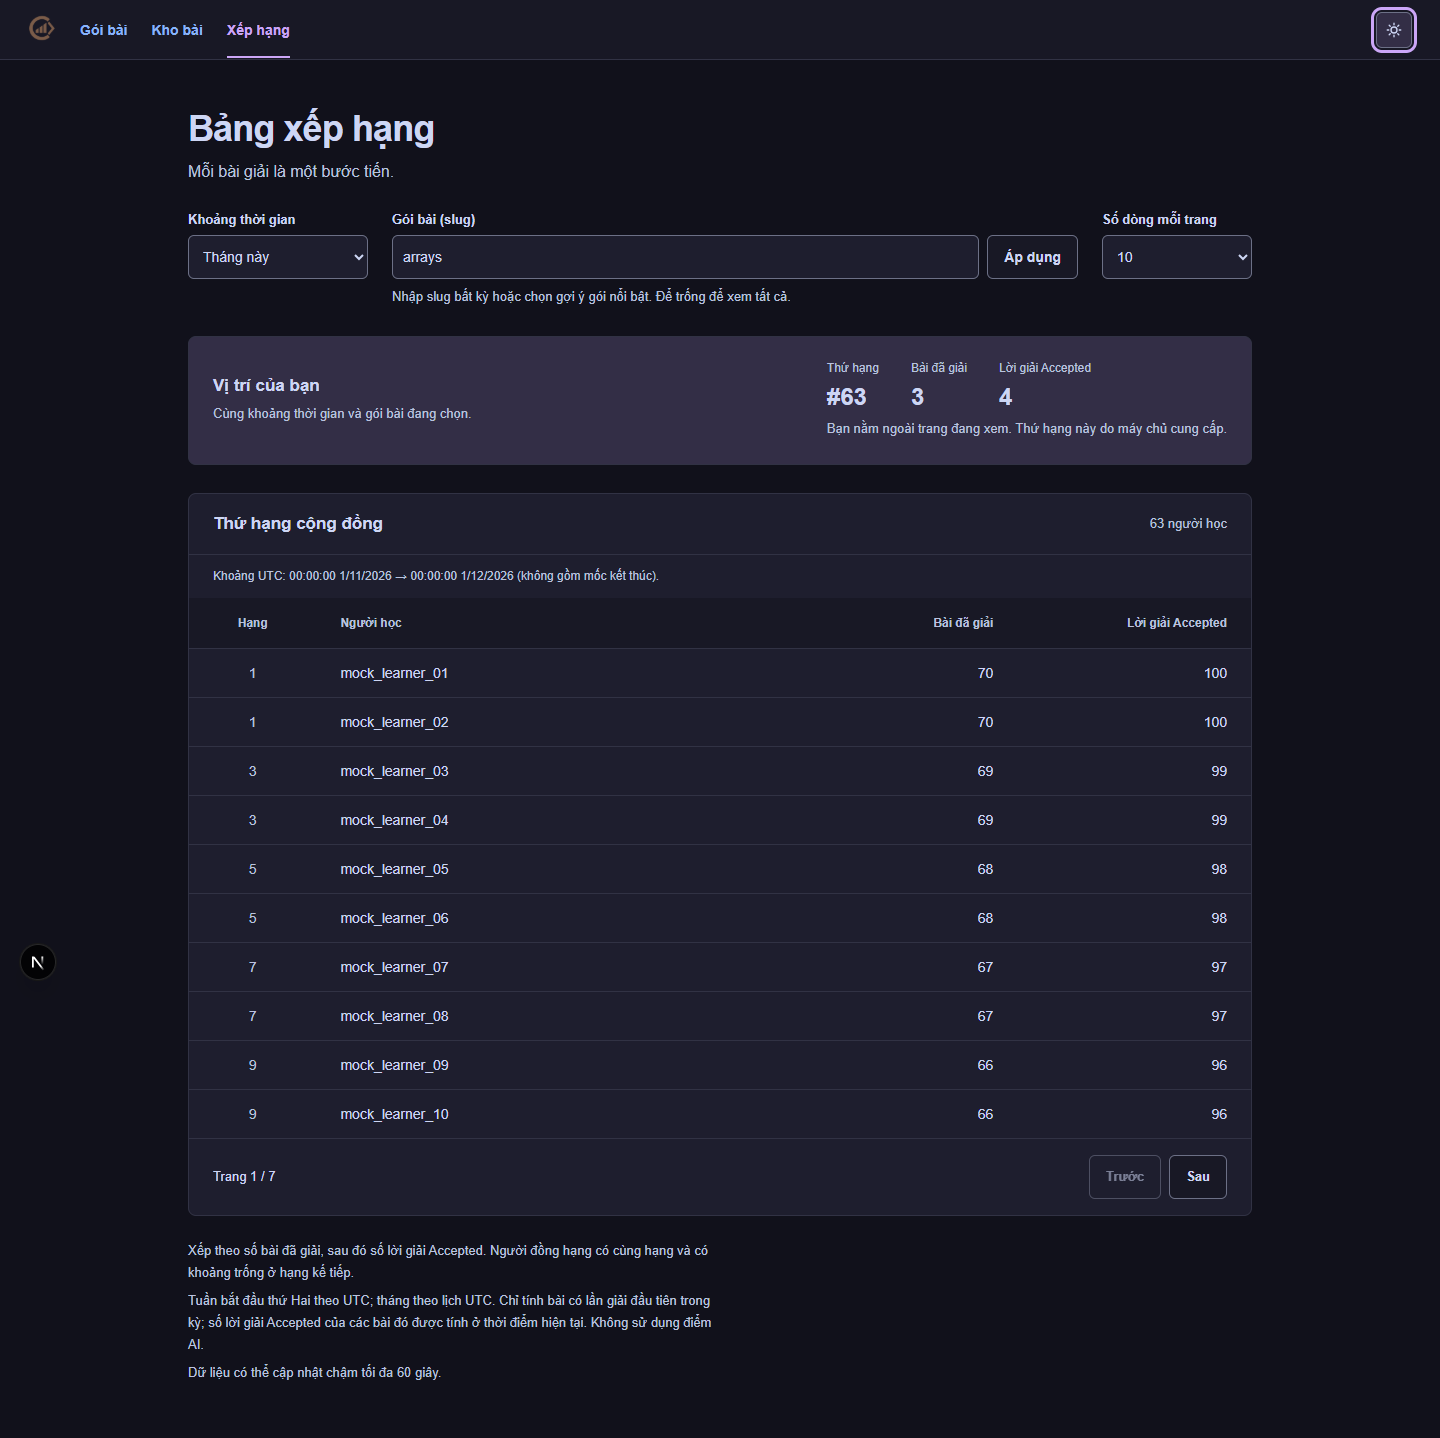 Gói bài
Kho bài
Xếp hạng
Bảng xếp hạng
Mỗi bài giải là một bước tiến.
Khoảng thời gian
Gói bài (slug)
Số dòng mỗi trang
Tháng này
arrays
Áp dụng
10
Nhập slug bất kỳ hoặc chọn gợi ý gói nổi bật. Để trống để xem tất cả.
Vị trí của bạn
Cùng khoảng thời gian và gói bài đang chọn.
Thứ hạng
Bài đã giải
Lời giải Accepted
#63
3
4
Bạn nằm ngoài trang đang xem. Thứ hạng này do máy chủ cung cấp.
Thứ hạng cộng đồng
63 người học
Khoảng UTC: 00:00:00 1/11/2026 → 00:00:00 1/12/2026 (không gồm mốc kết thúc).
Hạng Người học Bài đã giải Lời giải Accepted
1 mock_learner_01 70 100
1 mock_learner_02 70 100
3 mock_learner_03 69 99
3 mock_learner_04 69 99
5 mock_learner_05 68 98
5 mock_learner_06 68 98
7 mock_learner_07 67 97
7 mock_learner_08 67 97
9 mock_learner_09 66 96
9 mock_learner_10 66 96
Trang 1 / 7
Trước
Sau
Xếp theo số bài đã giải, sau đó số lời giải Accepted. Người đồng hạng có cùng hạng và có
khoảng trống ở hạng kế tiếp.
Tuần bắt đầu thứ Hai theo UTC; tháng theo lịch UTC. Chỉ tính bài có lần giải đầu tiên trong
kỳ; số lời giải Accepted của các bài đó được tính ở thời điểm hiện tại. Không sử dụng điểm
AI.
Dữ liệu có thể cập nhật chậm tối đa 60 giây.